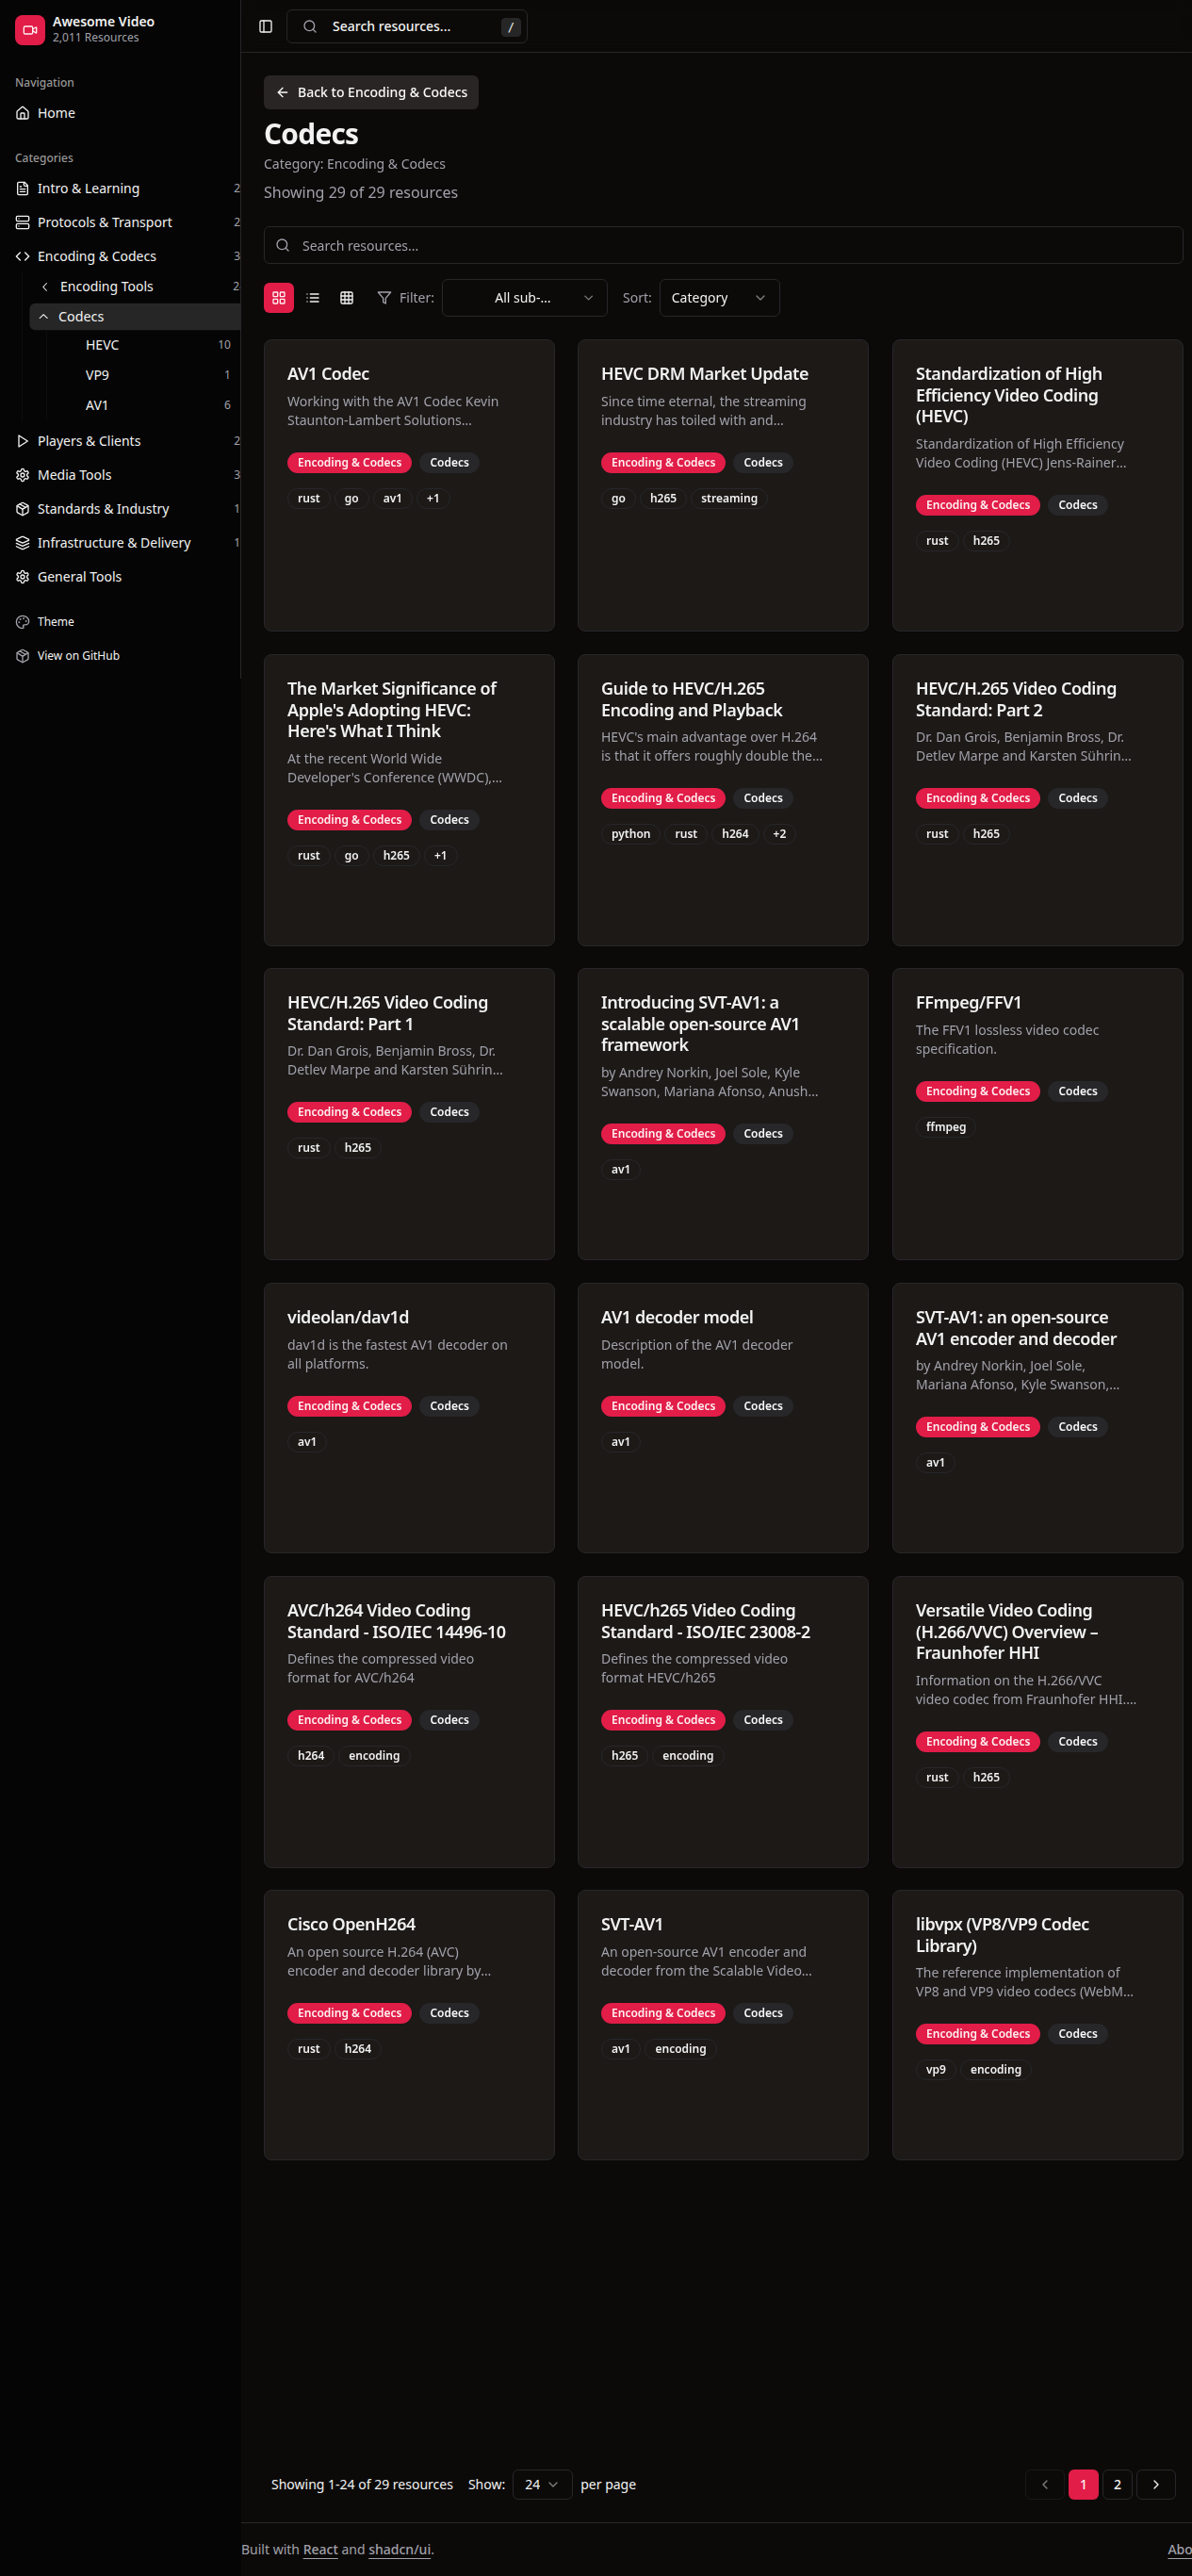 Awesome Video
2,011 Resources
Navigation
Home
Categories
Intro & Learning 2
Protocols & Transport 2
Encoding & Codecs 3
Encoding Tools 2
Codecs
HEVC 10
VP9 1
AV1 6
Players & Clients 2
Media Tools 3
Standards & Industry 1
Infrastructure & Delivery 1
General Tools
Theme
View on GitHub
Search resources... /
Back to Encoding & Codecs
Codecs
Category: Encoding & Codecs
Showing 29 of 29 resources
Search resources...
Filter: All sub-... Sort: Category
AV1 Codec
Working with the AV1 Codec Kevin
Staunton-Lambert Solutions...
Encoding & Codecs Codecs
rust go av1 +1
HEVC DRM Market Update
Since time eternal, the streaming
industry has toiled with and...
Encoding & Codecs Codecs
go h265 streaming
Standardization of High
Efficiency Video Coding
(HEVC)
Standardization of High Efficiency
Video Coding (HEVC) Jens-Rainer...
Encoding & Codecs Codecs
rust h265
The Market Significance of
Apple's Adopting HEVC:
Here's What I Think
At the recent World Wide
Developer's Conference (WWDC),...
Encoding & Codecs Codecs
rust go h265 +1
Guide to HEVC/H.265
Encoding and Playback
HEVC's main advantage over H.264
is that it offers roughly double the...
Encoding & Codecs Codecs
python rust h264 +2
HEVC/H.265 Video Coding
Standard: Part 2
Dr. Dan Grois, Benjamin Bross, Dr.
Detlev Marpe and Karsten Sührin...
Encoding & Codecs Codecs
rust h265
HEVC/H.265 Video Coding
Standard: Part 1
Dr. Dan Grois, Benjamin Bross, Dr.
Detlev Marpe and Karsten Sührin...
Encoding & Codecs Codecs
rust h265
Introducing SVT-AV1: a
scalable open-source AV1
framework
by Andrey Norkin, Joel Sole, Kyle
Swanson, Mariana Afonso, Anush...
Encoding & Codecs Codecs
av1
FFmpeg/FFV1
The FFV1 lossless video codec
specification.
Encoding & Codecs Codecs
ffmpeg
videolan/dav1d
dav1d is the fastest AV1 decoder on
all platforms.
Encoding & Codecs Codecs
av1
AV1 decoder model
Description of the AV1 decoder
model.
Encoding & Codecs Codecs
av1
SVT-AV1: an open-source
AV1 encoder and decoder
by Andrey Norkin, Joel Sole,
Mariana Afonso, Kyle Swanson,...
Encoding & Codecs Codecs
av1
AVC/h264 Video Coding
Standard - ISO/IEC 14496-10
Defines the compressed video
format for AVC/h264
Encoding & Codecs Codecs
h264 encoding
HEVC/h265 Video Coding
Standard - ISO/IEC 23008-2
Defines the compressed video
format HEVC/h265
Encoding & Codecs Codecs
h265 encoding
Versatile Video Coding
(H.266/VVC) Overview –
Fraunhofer HHI
Information on the H.266/VVC
video codec from Fraunhofer HHI....
Encoding & Codecs Codecs
rust h265
Cisco OpenH264
An open source H.264 (AVC)
encoder and decoder library by...
Encoding & Codecs Codecs
rust h264
SVT-AV1
An open-source AV1 encoder and
decoder from the Scalable Video...
Encoding & Codecs Codecs
av1 encoding
libvpx (VP8/VP9 Codec
Library)
The reference implementation of
VP8 and VP9 video codecs (WebM...
Encoding & Codecs Codecs
vp9 encoding
Showing 1-24 of 29 resources Show: 24 per page
1 2
Built with React and shadcn/ui.
Abo